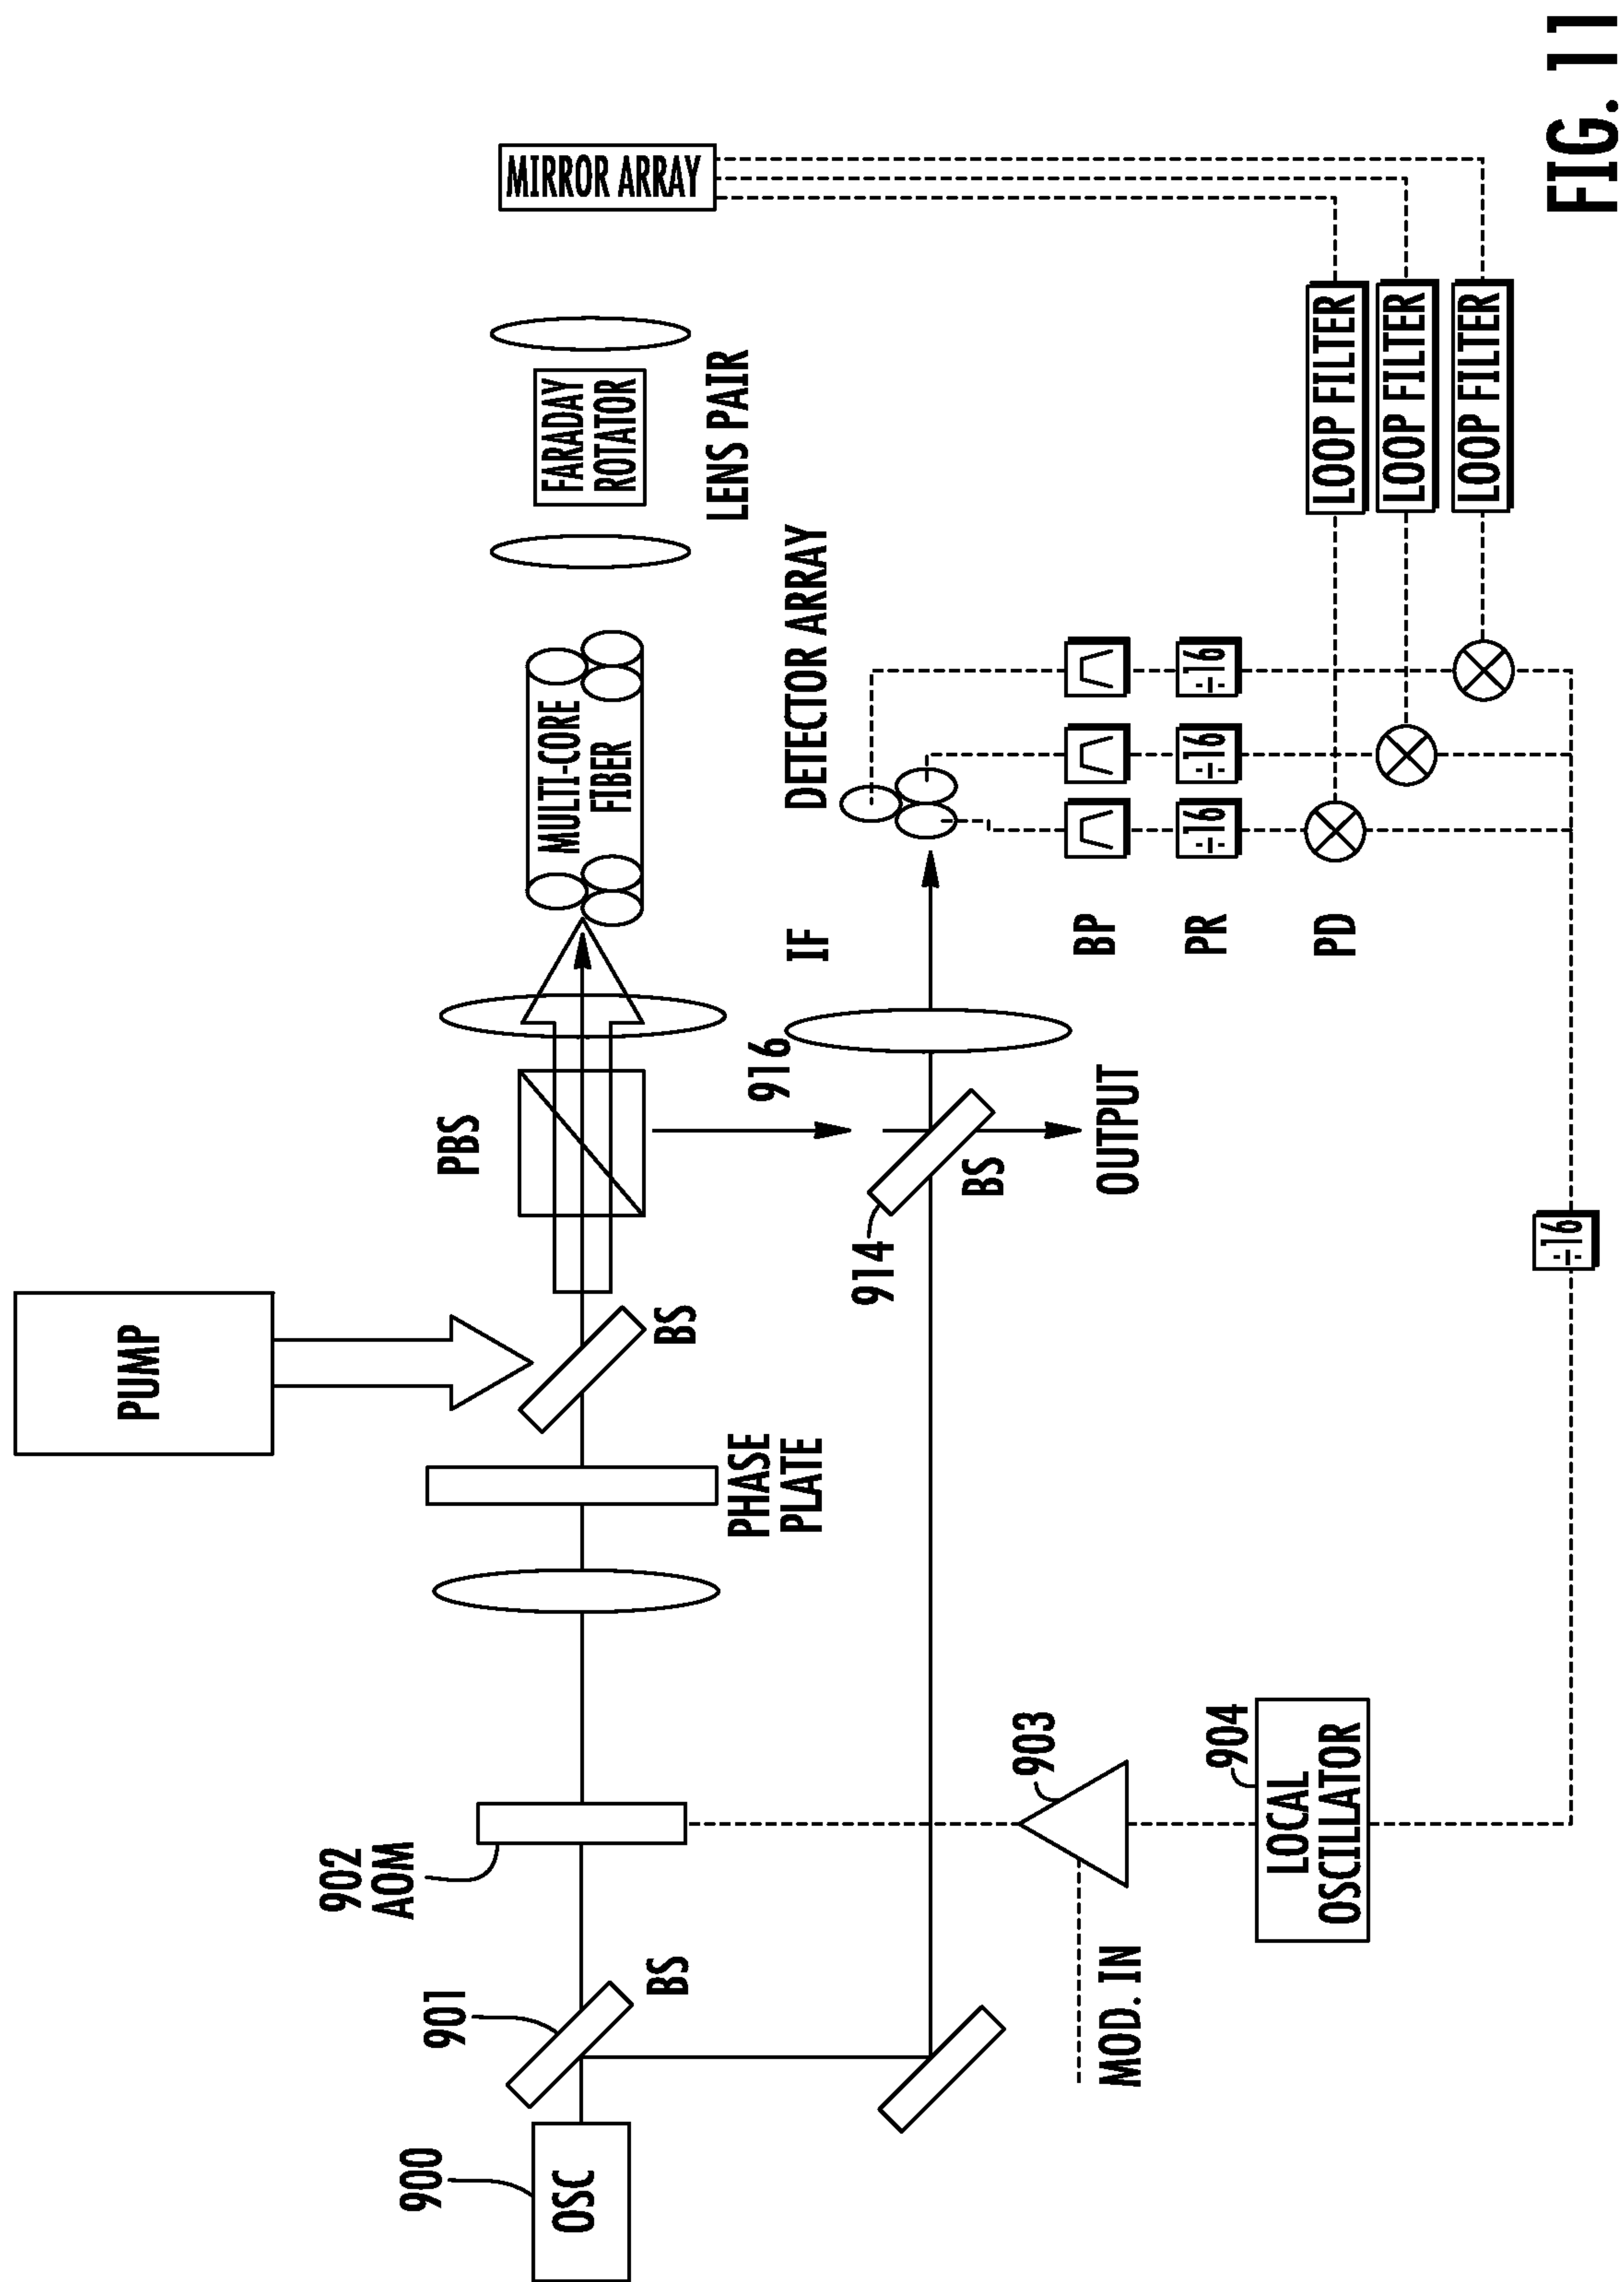 PUMP
902
AOM
PBS
MULTI-CORE
FIBER
FARADAY
ROTATOR
MIRROR ARRAY
900
OSC
901
BS
PHASE
PLATE
BS
916
IF
LENS PAIR
DETECTOR ARRAY
914
BS
OUTPUT
903
MOD. IN
904
LOCAL
OSCILLATOR
BP
PR
÷16
÷16
÷16
PD
LOOP FILTER
LOOP FILTER
LOOP FILTER
÷16
FIG. 11